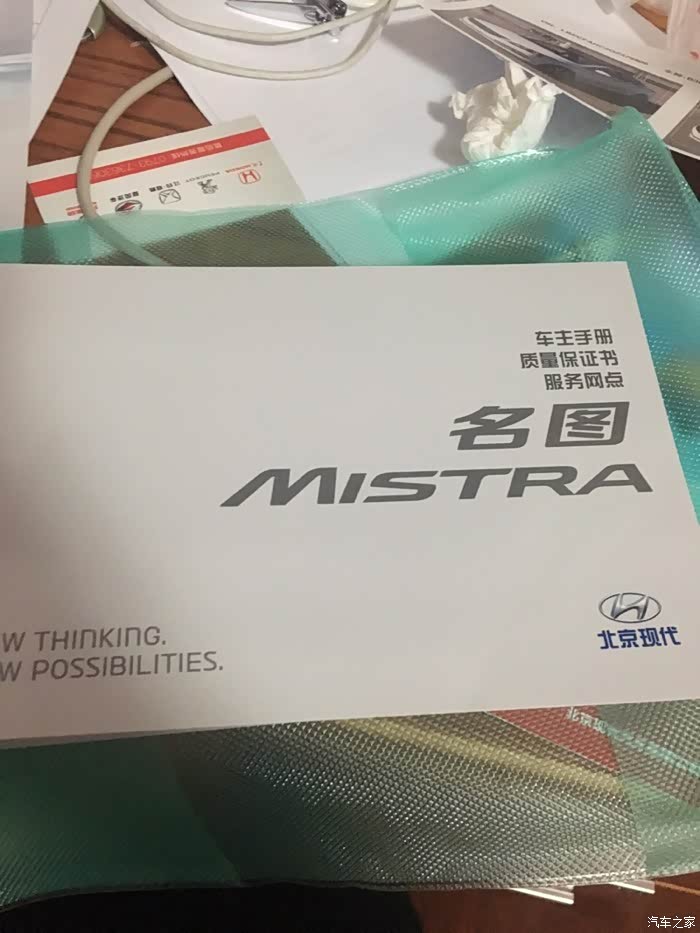 车主手册
质量保证书
服务网点
名图
MISTRA
W THINKING.
W POSSIBILITIES.
北京现代
汽车之家